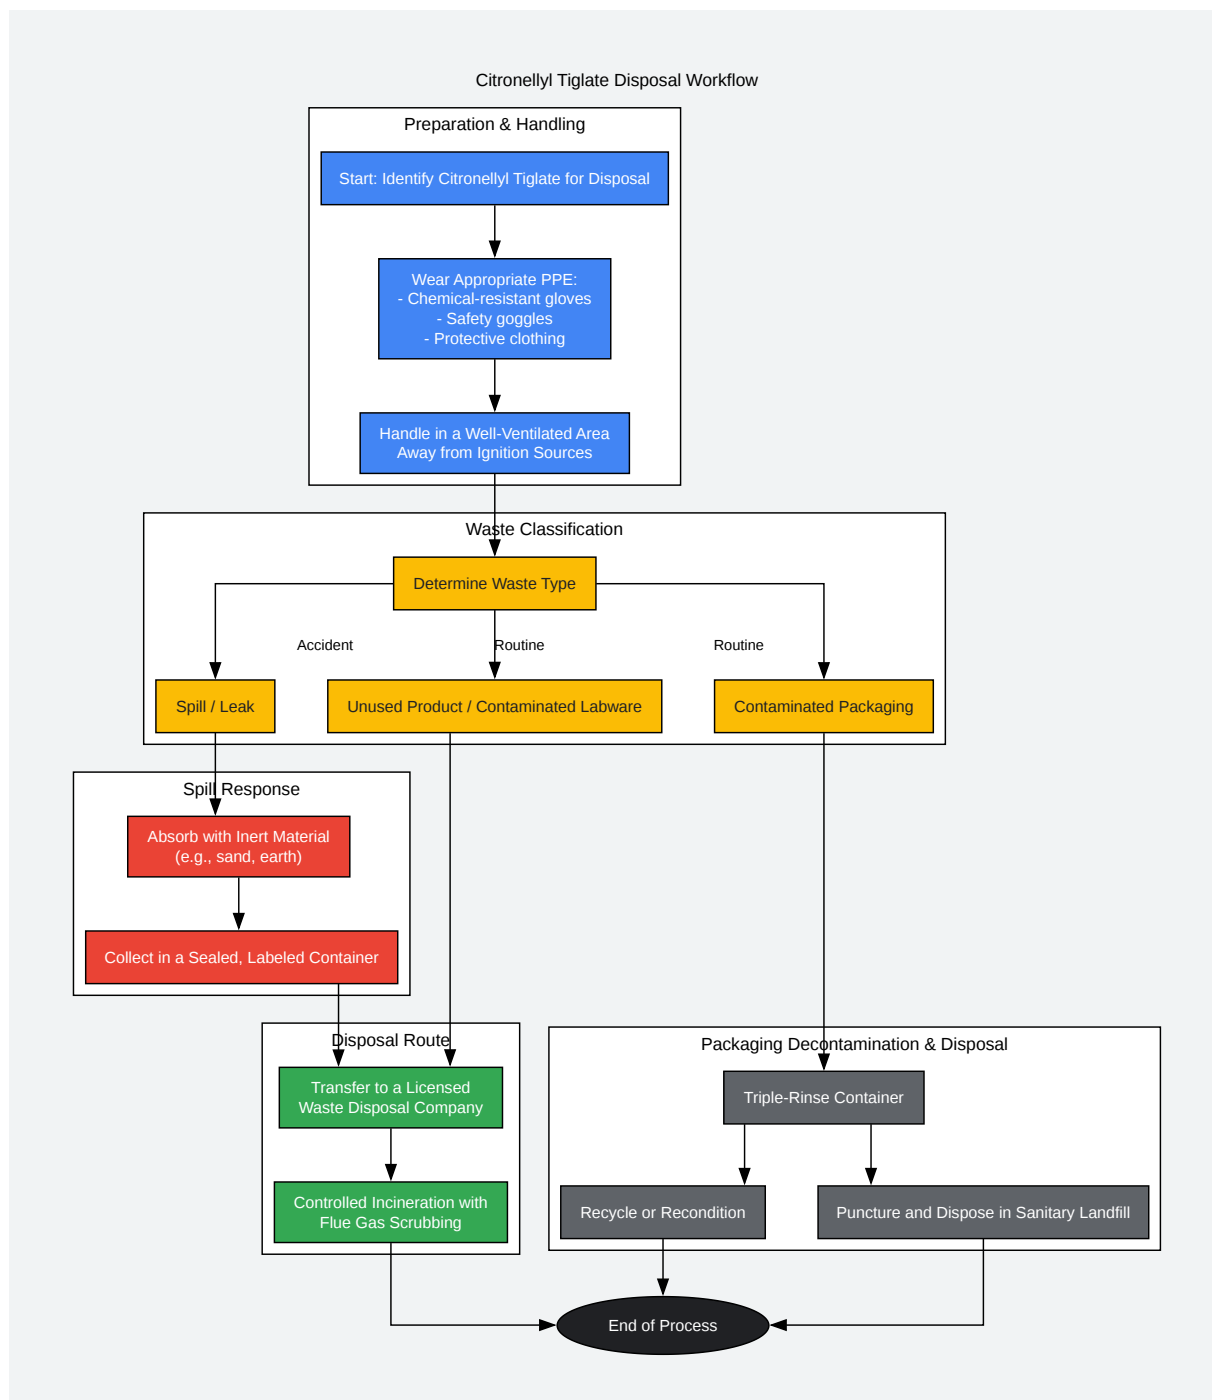 Citronellyl Tiglate Disposal Workflow
Preparation & Handling
Start: Identify Citronellyl Tiglate for Disposal
Wear Appropriate PPE:
- Chemical-resistant gloves
- Safety goggles
- Protective clothing
Handle in a Well-Ventilated Area
Away from Ignition Sources
Waste Classification
Determine Waste Type
Accident
Routine
Routine
Spill / Leak
Unused Product / Contaminated Labware
Contaminated Packaging
Spill Response
Absorb with Inert Material
(e.g., sand, earth)
Collect in a Sealed, Labeled Container
Disposal Route
Transfer to a Licensed
Waste Disposal Company
Controlled Incineration with
Flue Gas Scrubbing
Packaging Decontamination & Disposal
Triple-Rinse Container
Recycle or Recondition
Puncture and Dispose in Sanitary Landfill
End of Process